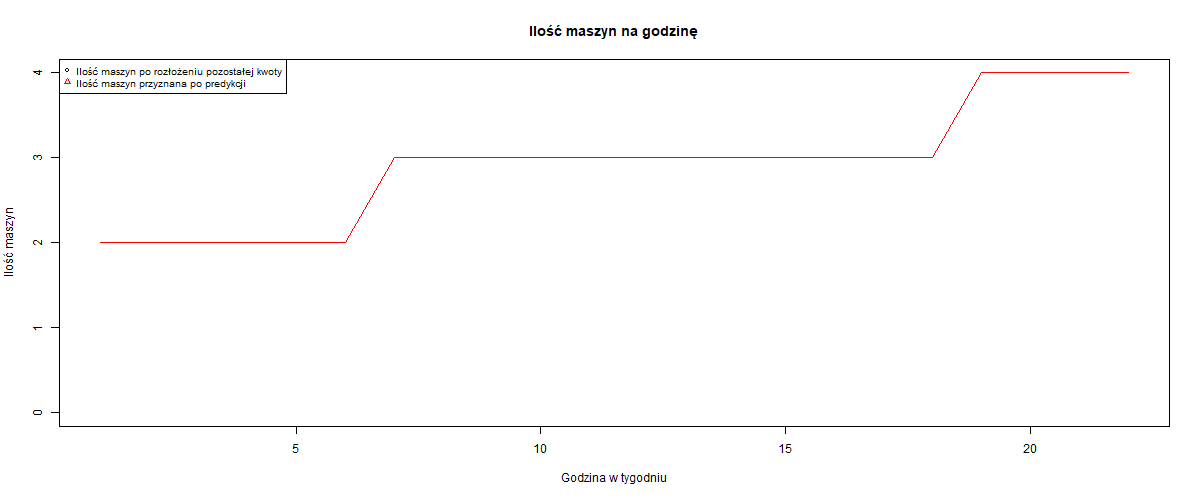 Ilość maszyn na godzinę
Ilość maszyn po rozłożeniu pozostałej kwoty
Ilość maszyn przyznana po predykcji
Ilość maszyn
4
3
2
1
0
5 10 15 20
Godzina w tygodniu